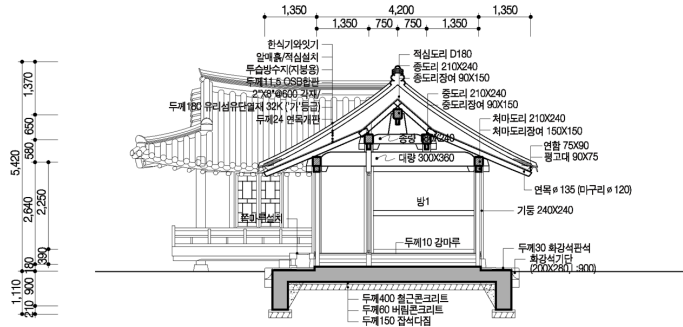 1,350 4,200 1,350
1,350 750 750 1,350
한식기와잇기
알매흙/적심설치
투습방수지(지붕용)
두께11.5 OSB합판
2"X8"@600 각재/
두께180 유리섬유단열재 32K ('가'등급)
두께24 연목개판
적심도리 D180
종도리 210X240
종도리장여 90X150
중도리 210X240
중도리장여 90X150
처마도리 210X240
처마도리장여 150X150
연함 75X90
평고대 90X75
연목ø135 (마구리ø120)
기둥 240X240
대량 300X360
방1
쪽마루설치
두께10 강마루
두께30 화강석판석
화강석기단
두께400 철근콘크리트
두께60 버림콘크리트
두께150 잡석다짐
5,420
1,370
650
580
2,640
2,250
390
180
1,110
900
210